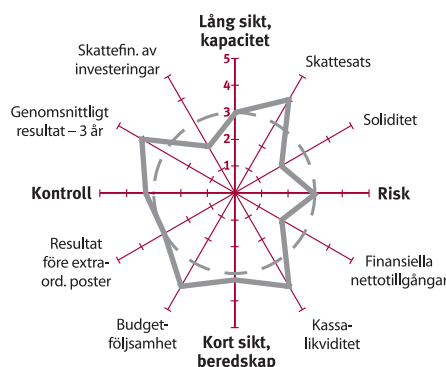 Lång sikt,
kapacitet
Skattefin. av
investeringar
Skattesats
Genomsnittligt
resultat – 3 år
Soliditet
5
4
3
2
1
Kontroll
Risk
Resultat
före extra-
ord. poster
Finansiella
nettotillgångar
Budget-
följsamhet
Kassa-
likviditet
Kort sikt,
beredskap